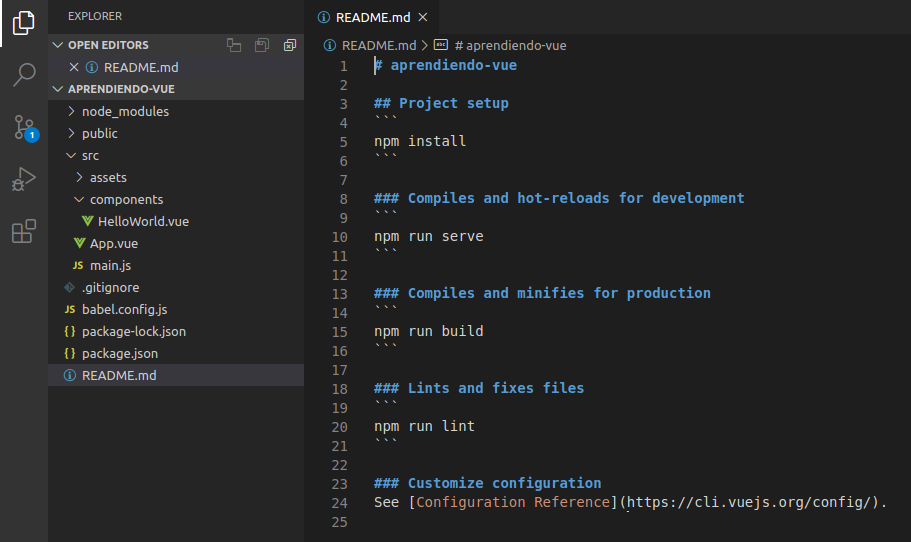 EXPLORER
OPEN EDITORS
README.md
APRENDIENDO-VUE
node_modules
public
src
assets
components
HelloWorld.vue
App.vue
JS main.js
.gitignore
JS babel.config.js
{} package-lock.json
{} package.json
README.md
1
README.md
README.md > abc # aprendiendo-vue
1 # aprendiendo-vue
2
3 ## Project setup
4 ```
5 npm install
6 ```
7
8 ### Compiles and hot-reloads for development
9 ```
10 npm run serve
11 ```
12
13 ### Compiles and minifies for production
14 ```
15 npm run build
16 ```
17
18 ### Lints and fixes files
19 ```
20 npm run lint
21 ```
22
23 ### Customize configuration
24 See [Configuration Reference](https://cli.vuejs.org/config/).
25